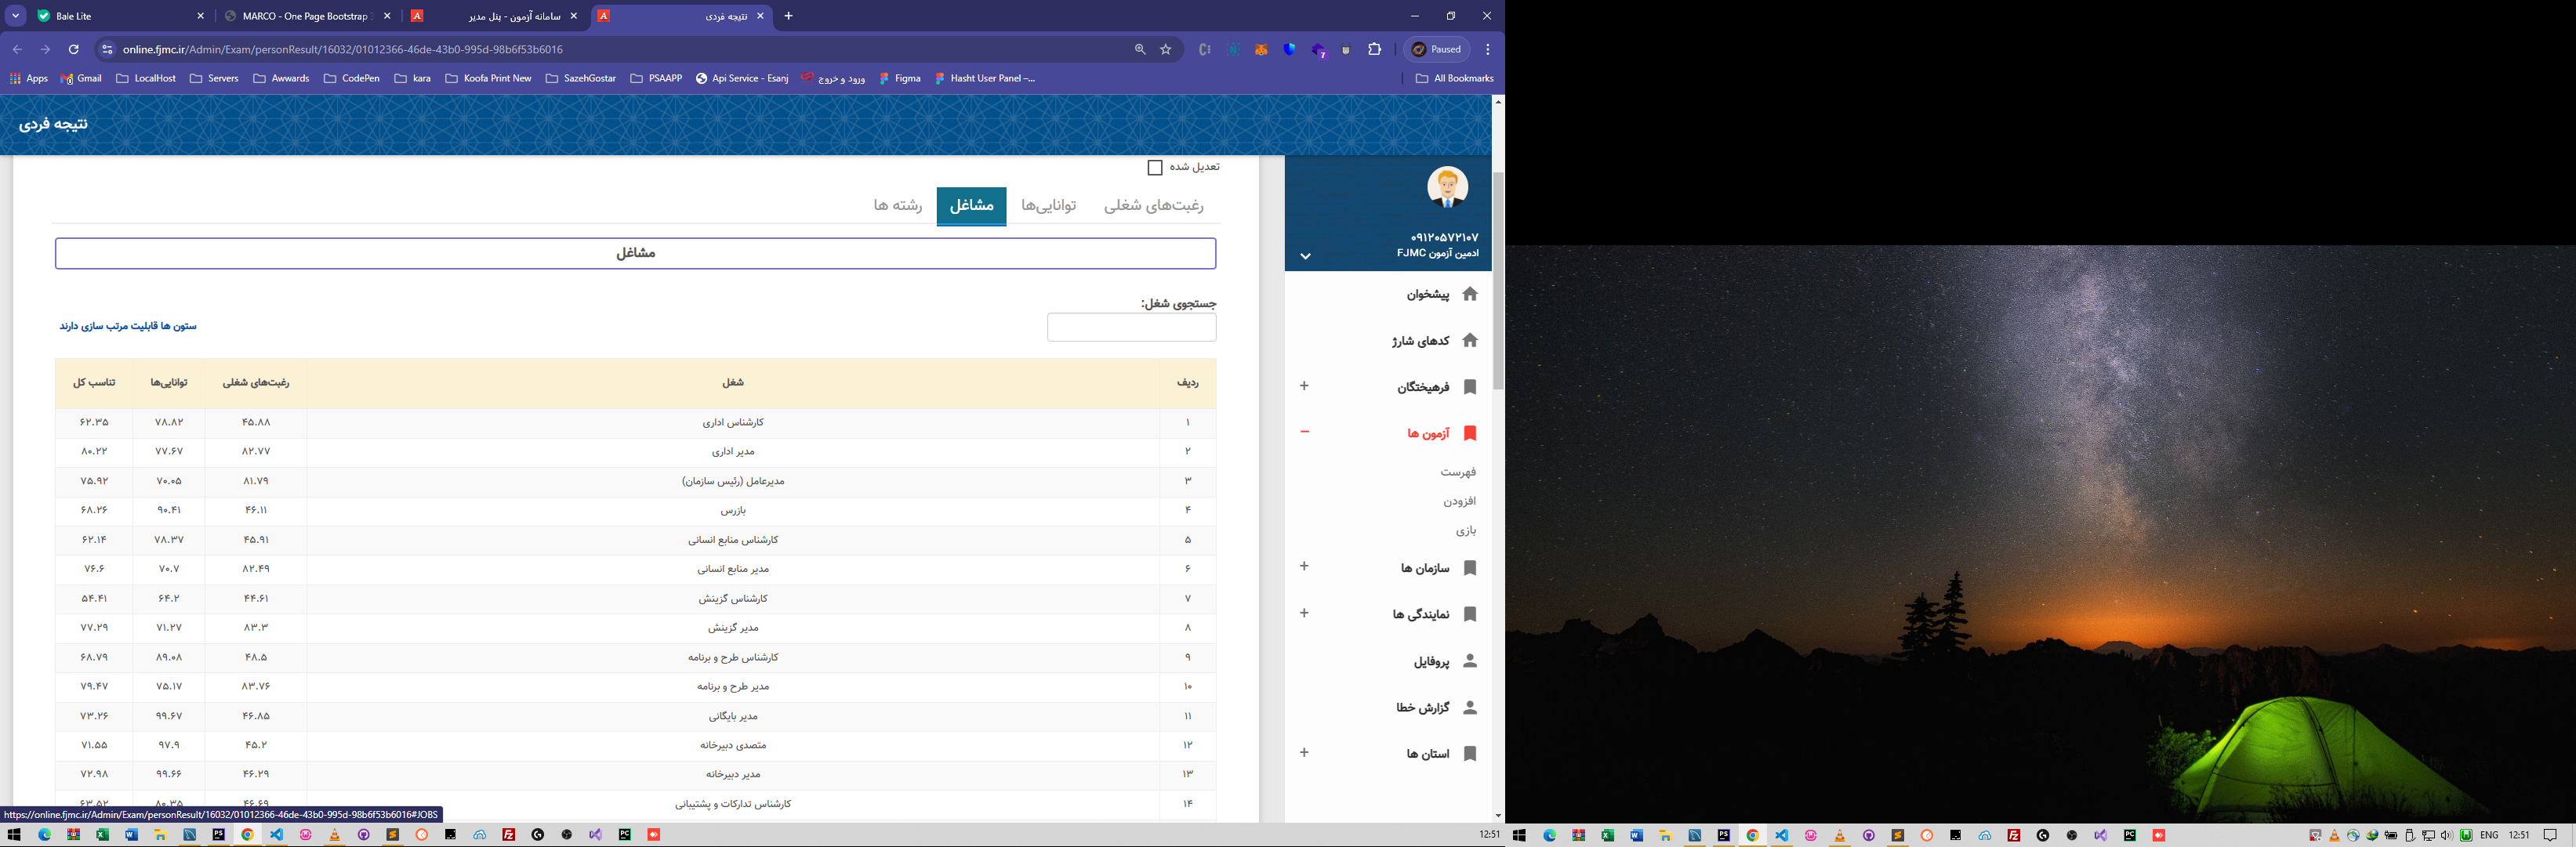 Bale Lite
MARCO - One Page Bootstrap
سامانه آزمون - پنل مدیر
نتیجه فردی
online.fjmc.ir/Admin/Exam/personResult/16032/01012366-46de-43b0-995d-98b6f53b6016
7
Paused
Apps
Gmail
LocalHost
Servers
Awwards
CodePen
kara
Koofa Print New
SazehGostar
PSAAPP
Api Service - Esanj
ورود و خروج
Figma
Hasht User Panel –...
All Bookmarks
نتیجه فردی
۰۹۱۲۰۵۷۲۱۰۷
ادمین آزمون FJMC
پیشخوان
کدهای شارژ
فرهیختگان +
آزمون ها −
فهرست
افزودن
بازی
سازمان ها +
نمایندگی ها +
پروفایل
گزارش خطا
استان ها +
تعدیل شده
رغبت‌های شغلی توانایی‌ها مشاغل رشته ها
مشاغل
جستجوی شغل:
ستون ها قابلیت مرتب سازی دارند
ردیف شغل رغبت‌های شغلی توانایی‌ها تناسب کل
۱ کارشناس اداری ۴۵.۸۸ ۷۸.۸۲ ۶۲.۳۵
۲ مدیر اداری ۸۲.۷۷ ۷۷.۶۷ ۸۰.۲۲
۳ مدیرعامل (رئیس سازمان) ۸۱.۷۹ ۷۰.۰۵ ۷۵.۹۲
۴ بازرس ۴۶.۱۱ ۹۰.۴۱ ۶۸.۲۶
۵ کارشناس منابع انسانی ۴۵.۹۱ ۷۸.۳۷ ۶۲.۱۴
۶ مدیر منابع انسانی ۸۲.۴۹ ۷۰.۷ ۷۶.۶
۷ کارشناس گزینش ۴۴.۶۱ ۶۴.۲ ۵۴.۴۱
۸ مدیر گزینش ۸۳.۳ ۷۱.۲۷ ۷۷.۲۹
۹ کارشناس طرح و برنامه ۴۸.۵ ۸۹.۰۸ ۶۸.۷۹
۱۰ مدیر طرح و برنامه ۸۳.۷۶ ۷۵.۱۷ ۷۹.۴۷
۱۱ مدیر بایگانی ۴۶.۸۵ ۹۹.۶۷ ۷۳.۲۶
۱۲ متصدی دبیرخانه ۴۵.۲ ۹۷.۹ ۷۱.۵۵
۱۳ مدیر دبیرخانه ۴۶.۲۹ ۹۹.۶۶ ۷۲.۹۸
۱۴ کارشناس تدارکات و پشتیبانی ۴۶.۶۹ ۸۰.۳۵ ۶۳.۵۲
https://online.fjmc.ir/Admin/Exam/personResult/16032/01012366-46de-43b0-995d-98b6f53b6016#JOBS
12:51
ENG 12:51